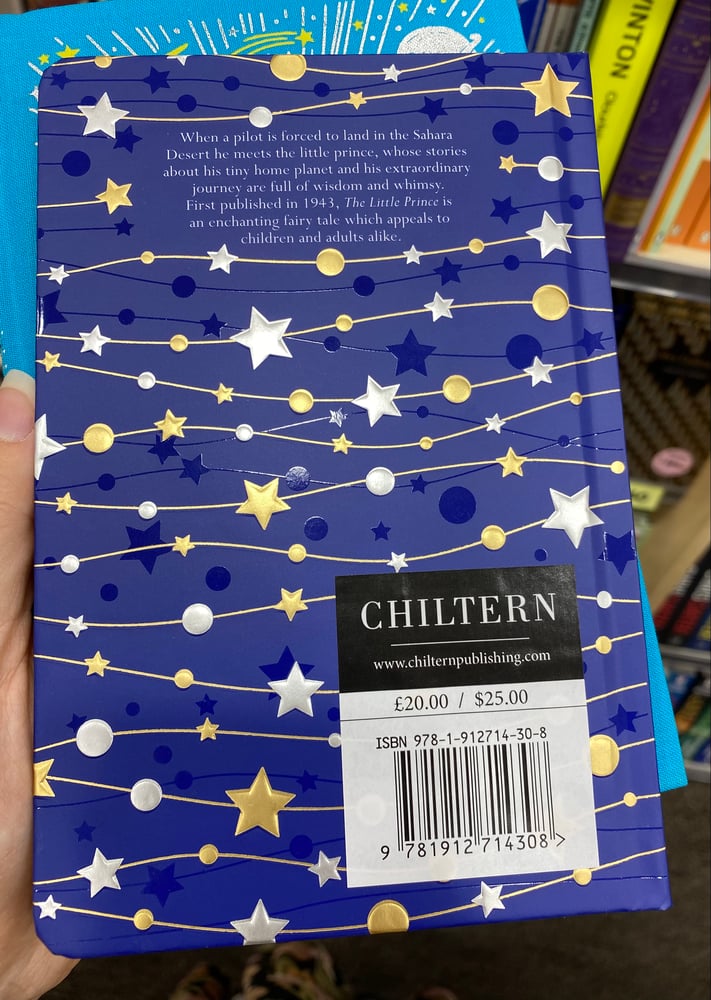 When a pilot is forced to land in the Sahara
Desert he meets the little prince, whose stories
about his tiny home planet and his extraordinary
journey are full of wisdom and whimsy.
First published in 1943, The Little Prince is
an enchanting fairy tale which appeals to
children and adults alike.
CHILTERN
www.chilternpublishing.com
£20.00 / $25.00
ISBN 978-1-912714-30-8
9 781912 714308 >
VINTON